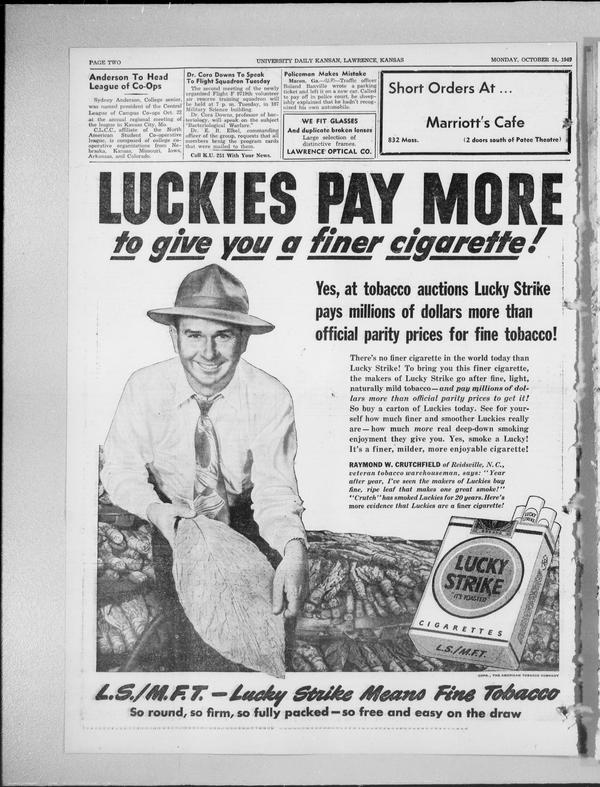 PAGE TWO
UNIVERSITY DAILY KANSAN, LAWRENCE, KANSAS
MONDAY, OCTOBER 24, 1949
Anderson To Head
League of Co-Ops
Sydney Anderson, College senior,
was named president of the Central
League of Campus Co-ops Oct. 22
at the annual regional meeting of
the league in Kansas City, Mo.
C.L.C.C., affiliate of the North
American Student Co-operative
league, is composed of college co-
operative organizations from Ne-
braska, Kansas, Missouri, Iowa,
Arkansas, and Colorado.
Dr. Cora Downs To Speak
To Flight Squadron Tuesday
The second meeting of the newly
organized Flight F 9719th volunteer
air reserve training squadron will
be held at 7 p. m. Tuesday, in 107
Military Science building.
Dr. Cora Downs, professor of bac-
teriology, will speak on the subject
"Bacteriological Warfare."
Dr. E. R. Elbel, commanding
officer of the group, requests that all
members bring the program cards
that were mailed to them.
Call K.U. 251 With Your News.
Policeman Makes Mistake
Macon, Ga.—(U.P.)—Traffic officer
Roland Banville wrote a parking
ticket and left it on a new car. Called
to pay off in police court, he sheep-
ishly explained that he hadn't recog-
nized his own automobile.
WE FIT GLASSES
And duplicate broken lenses
Large selection of
distinctive frames.
LAWRENCE OPTICAL CO.
Short Orders At ...
Marriott's Cafe
832 Mass.
(2 doors south of Patee Theatre)
LUCKIES PAY MORE
to give you a finer cigarette!
Yes, at tobacco auctions Lucky Strike
pays millions of dollars more than
official parity prices for fine tobacco!
There's no finer cigarette in the world today than
Lucky Strike! To bring you this finer cigarette,
the makers of Lucky Strike go after fine, light,
naturally mild tobacco—and pay millions of dol-
lars more than official parity prices to get it!
So buy a carton of Luckies today. See for your-
self how much finer and smoother Luckies really
are—how much more real deep-down smoking
enjoyment they give you. Yes, smoke a Lucky!
It's a finer, milder, more enjoyable cigarette!
RAYMOND W. CRUTCHFIELD of Reidsville, N. C.,
veteran tobacco warehouseman, says: "Year
after year, I've seen the makers of Luckies buy
fine, ripe leaf that makes one great smoke!"
"Crutch" has smoked Luckies for 20 years. Here's
more evidence that Luckies are a finer cigarette!
LUCKY
STRIKE
LUCKY
STRIKE
"IT'S TOASTED"
CIGARETTES
L.S./M.F.T.
COPR., THE AMERICAN TOBACCO COMPANY
L.S./M.F.T.—Lucky Strike Means Fine Tobacco
So round, so firm, so fully packed—so free and easy on the draw